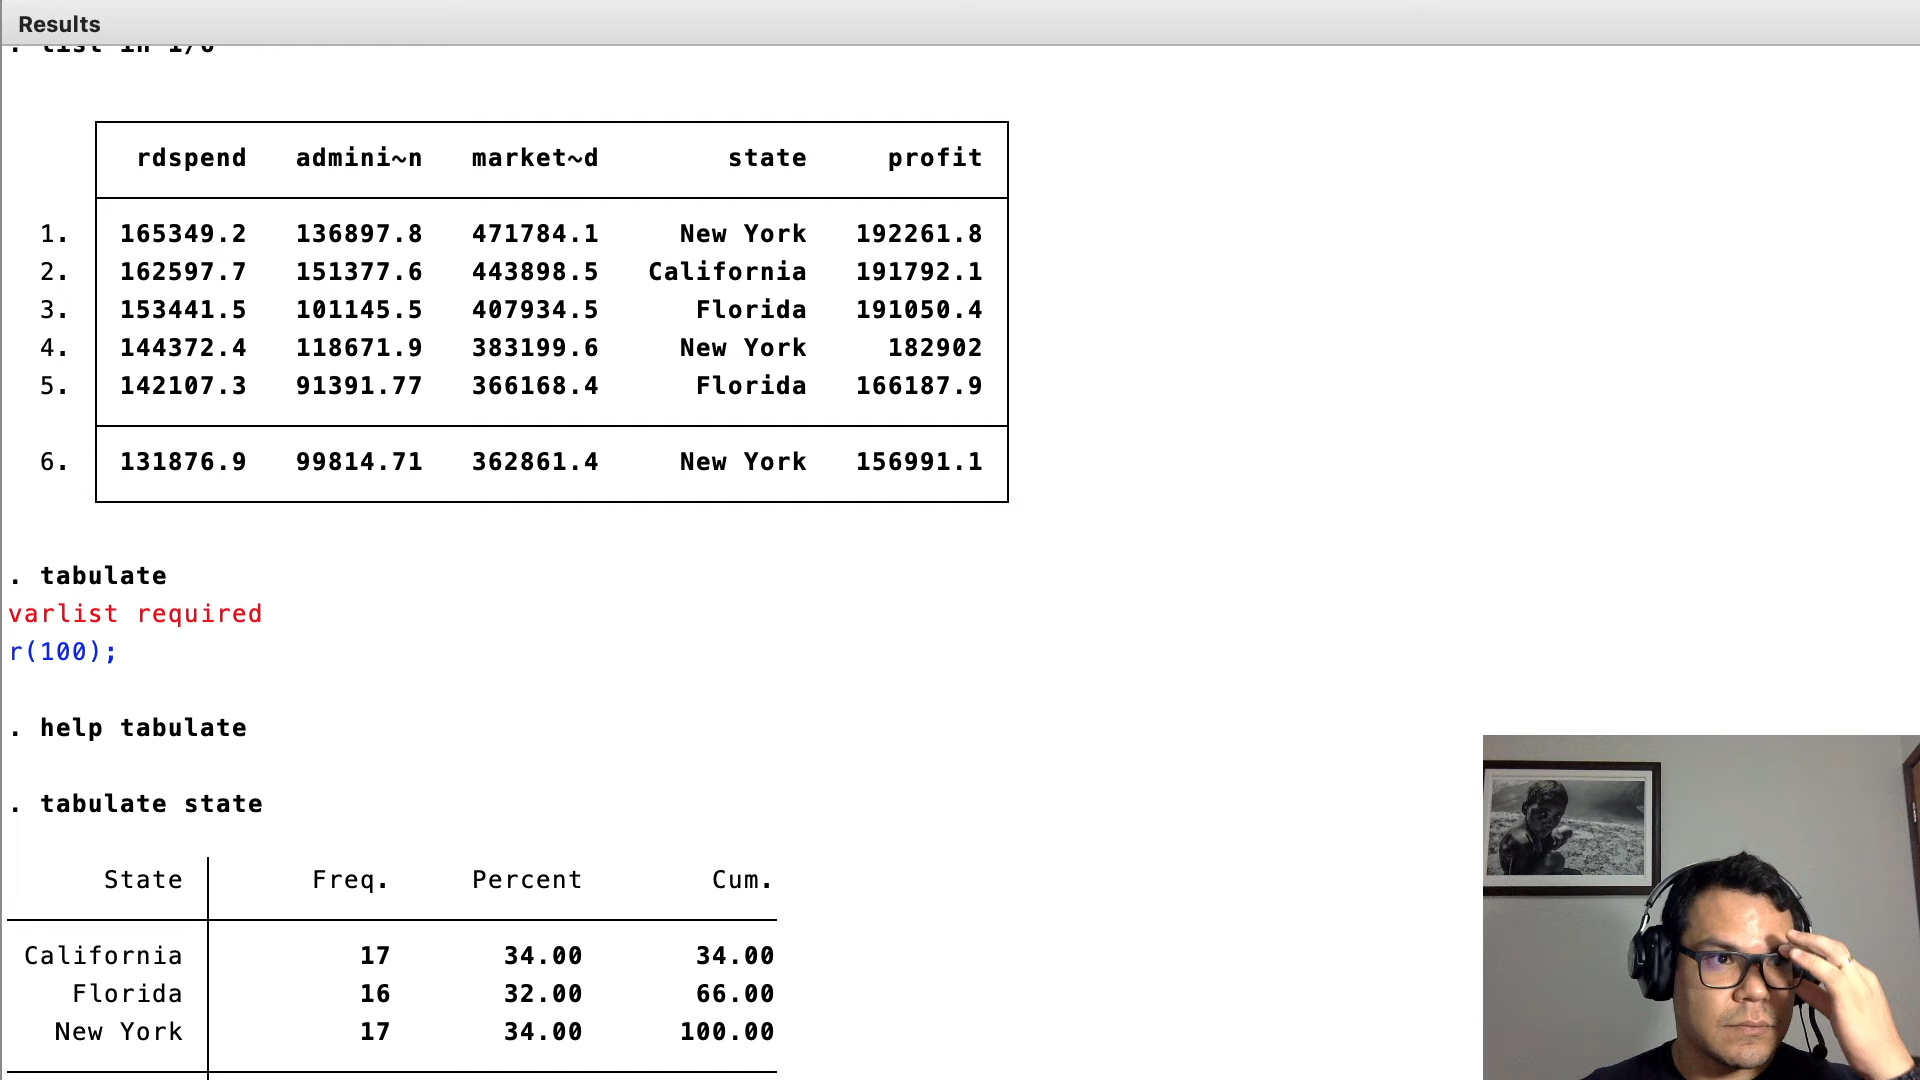 Results
. list in 1/6
rdspend admini~n market~d state profit
1. 165349.2 136897.8 471784.1 New York 192261.8
2. 162597.7 151377.6 443898.5 California 191792.1
3. 153441.5 101145.5 407934.5 Florida 191050.4
4. 144372.4 118671.9 383199.6 New York 182902
5. 142107.3 91391.77 366168.4 Florida 166187.9
6. 131876.9 99814.71 362861.4 New York 156991.1
. tabulate
varlist required
r(100);
. help tabulate
. tabulate state
State Freq. Percent Cum.
California 17 34.00 34.00
Florida 16 32.00 66.00
New York 17 34.00 100.00